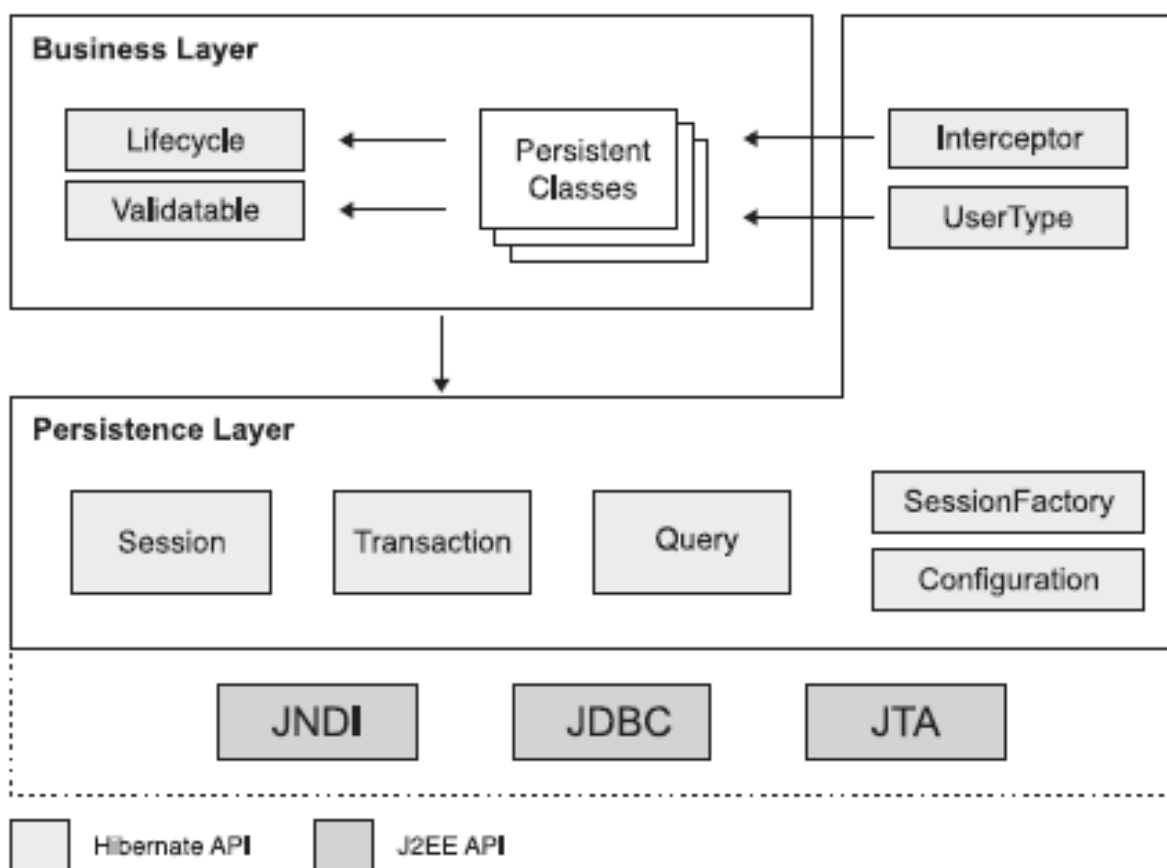 Business Layer
Lifecycle
Validatable
Persistent
Classes
Interceptor
UserType
Persistence Layer
Session
Transaction
Query
SessionFactory
Configuration
JNDI
JDBC
JTA
Hibernate API
J2EE API